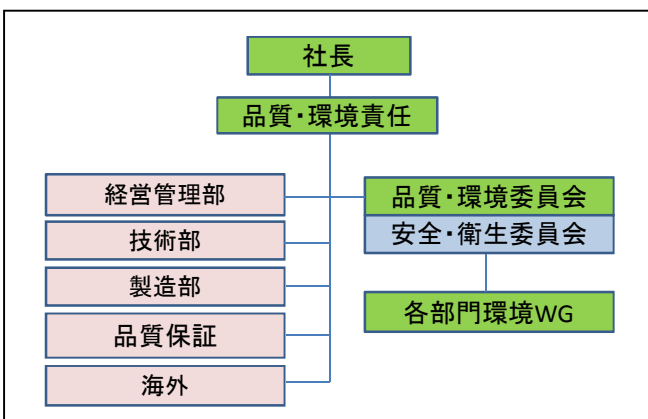 社長
品質・環境責任
経営管理部
技術部
製造部
品質保証
海外
品質・環境委員会
安全・衛生委員会
各部門環境WG